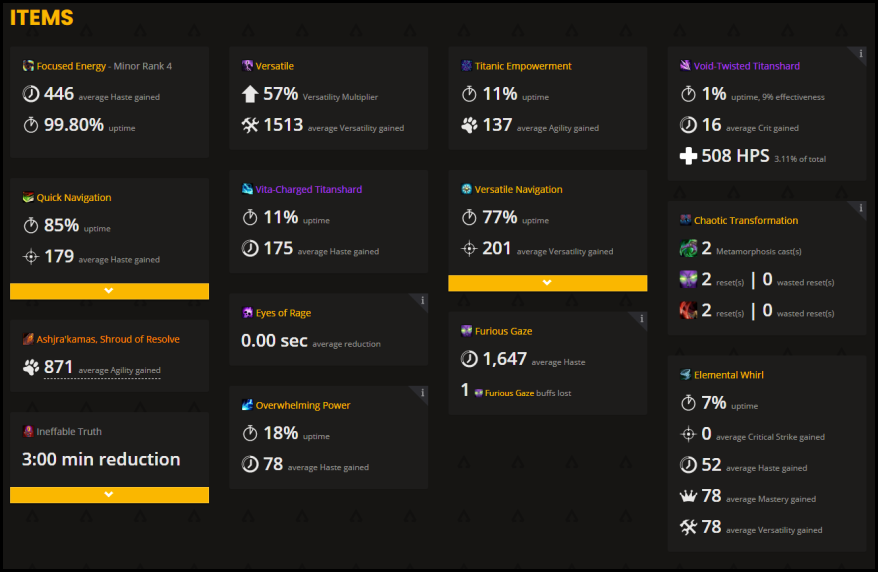 ITEMS
Focused Energy - Minor Rank 4
446 average Haste gained
99.80% uptime
Quick Navigation
85% uptime
179 average Haste gained
Ashjra'kamas, Shroud of Resolve
871 average Agility gained
Ineffable Truth
3:00 min reduction
Versatile
57% Versatility Multiplier
1513 average Versatility gained
Vita-Charged Titanshard
11% uptime
175 average Haste gained
Eyes of Rage
0.00 sec average reduction
Overwhelming Power
18% uptime
78 average Haste gained
Titanic Empowerment
11% uptime
137 average Agility gained
Versatile Navigation
77% uptime
201 average Versatility gained
Furious Gaze
1,647 average Haste
1 Furious Gaze buffs lost
Void-Twisted Titanshard
1% uptime, 9% effectiveness
16 average Crit gained
508 HPS 3.11% of total
Chaotic Transformation
2 Metamorphosis cast(s)
2 reset(s) | 0 wasted reset(s)
2 reset(s) | 0 wasted reset(s)
Elemental Whirl
7% uptime
0 average Critical Strike gained
52 average Haste gained
78 average Mastery gained
78 average Versatility gained